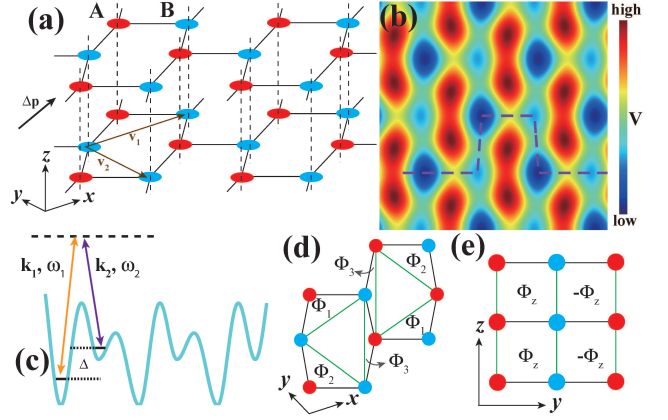 (a)
A
B
Δp
v₁
v₂
z
y
x
(b)
high
V
low
(c)
k₁, ω₁
k₂, ω₂
Δ
(d)
Φ₃
Φ₂
Φ₁
Φ₁
Φ₂
Φ₃
y
x
(e)
Φz
-Φz
Φz
-Φz
z
y